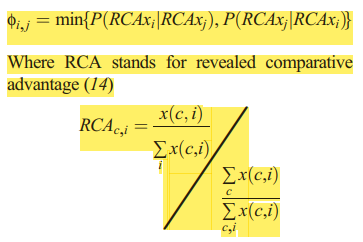 ϕi,j = min{P(RCAxi|RCAxj), P(RCAxj|RCAxi)}
Where RCA stands for revealed comparative
advantage (14)
RCAc,i = x(c, i) / ∑i x(c,i) / ∑c x(c,i) / ∑c,i x(c,i)